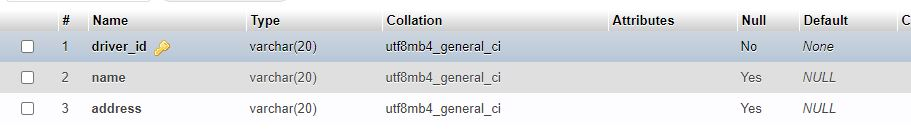 # Name Type Collation Attributes Null Default C
1 driver_id varchar(20) utf8mb4_general_ci No None
2 name varchar(20) utf8mb4_general_ci Yes NULL
3 address varchar(20) utf8mb4_general_ci Yes NULL